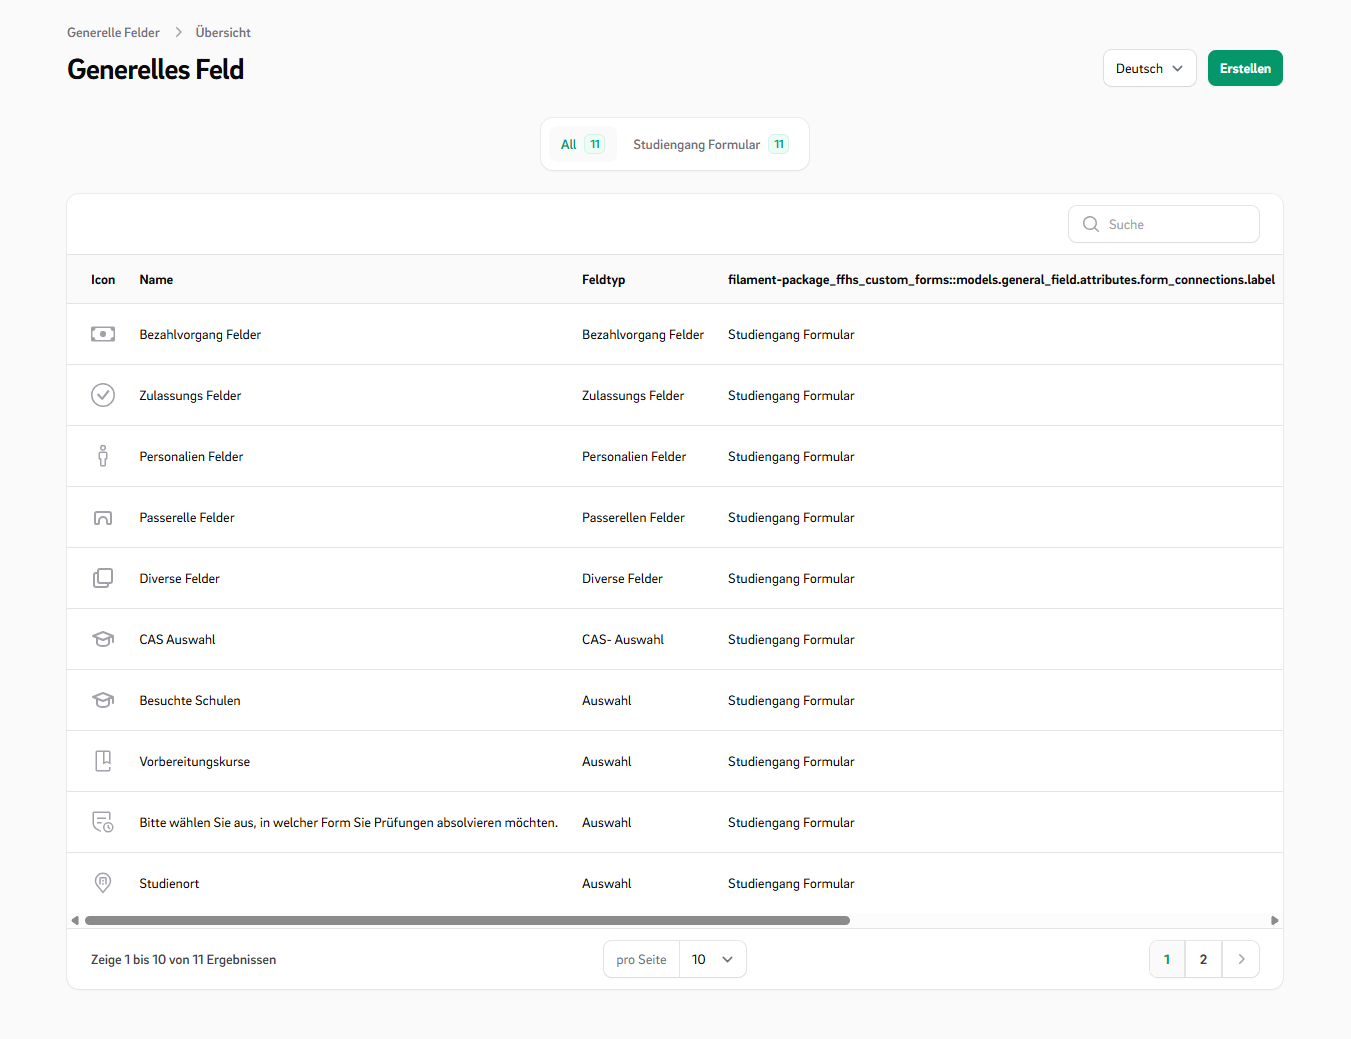 Generelle Felder > Übersicht
Generelles Feld
Deutsch
Erstellen
All 11 Studiengang Formular 11
Suche
Icon Name Feldtyp filament-package_ffhs_custom_forms::models.general_field.attributes.form_connections.label
Bezahlvorgang Felder Bezahlvorgang Felder Studiengang Formular
Zulassungs Felder Zulassungs Felder Studiengang Formular
Personalien Felder Personalien Felder Studiengang Formular
Passerelle Felder Passerellen Felder Studiengang Formular
Diverse Felder Diverse Felder Studiengang Formular
CAS Auswahl CAS- Auswahl Studiengang Formular
Besuchte Schulen Auswahl Studiengang Formular
Vorbereitungskurse Auswahl Studiengang Formular
Bitte wählen Sie aus, in welcher Form Sie Prüfungen absolvieren möchten. Auswahl Studiengang Formular
Studienort Auswahl Studiengang Formular
Zeige 1 bis 10 von 11 Ergebnissen pro Seite 10 1 2